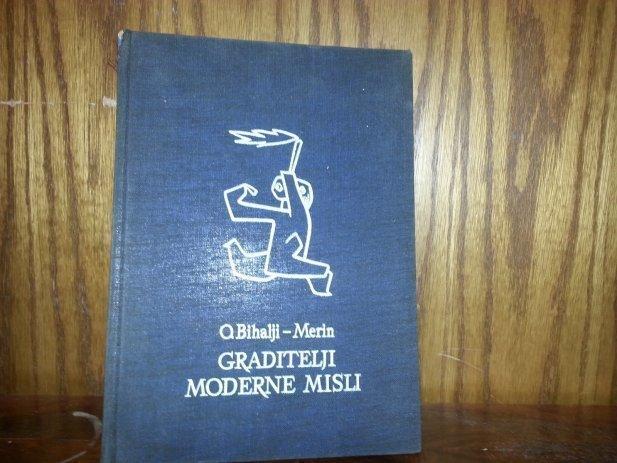 O. Bihalji – Merin
GRADITELJI
MODERNE MISLI